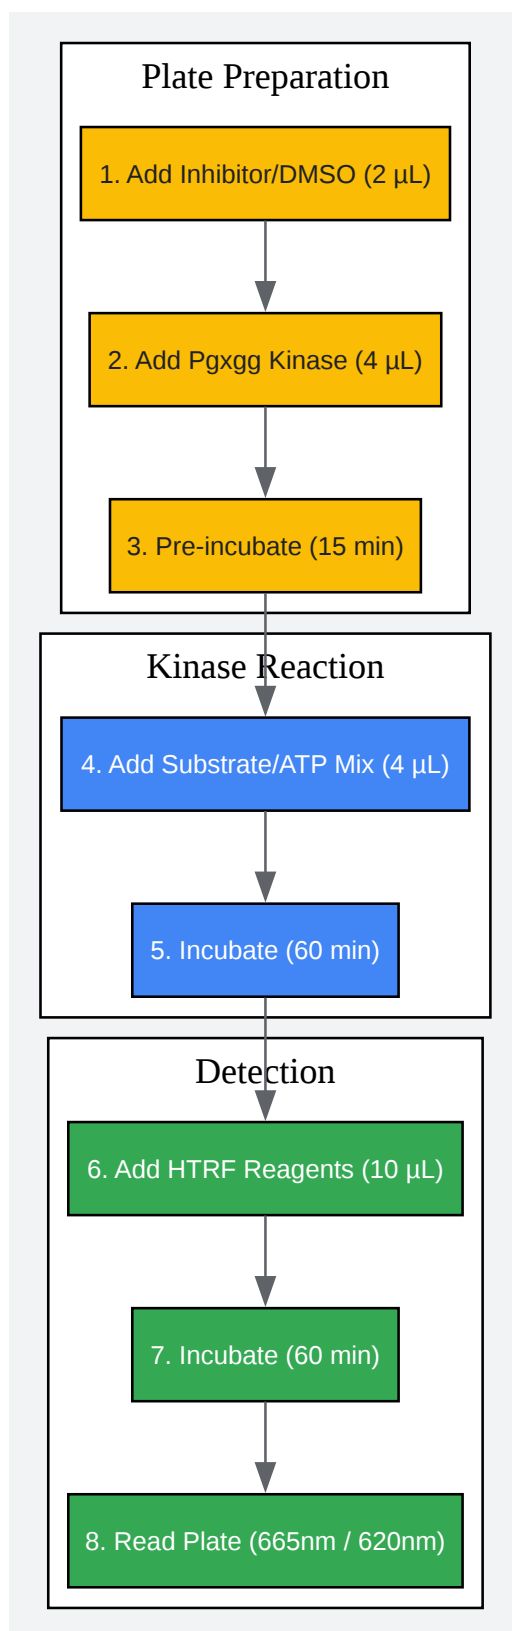 Plate Preparation
1. Add Inhibitor/DMSO (2 µL)
2. Add Pgxgg Kinase (4 µL)
3. Pre-incubate (15 min)
Kinase Reaction
4. Add Substrate/ATP Mix (4 µL)
5. Incubate (60 min)
Detection
6. Add HTRF Reagents (10 µL)
7. Incubate (60 min)
8. Read Plate (665nm / 620nm)